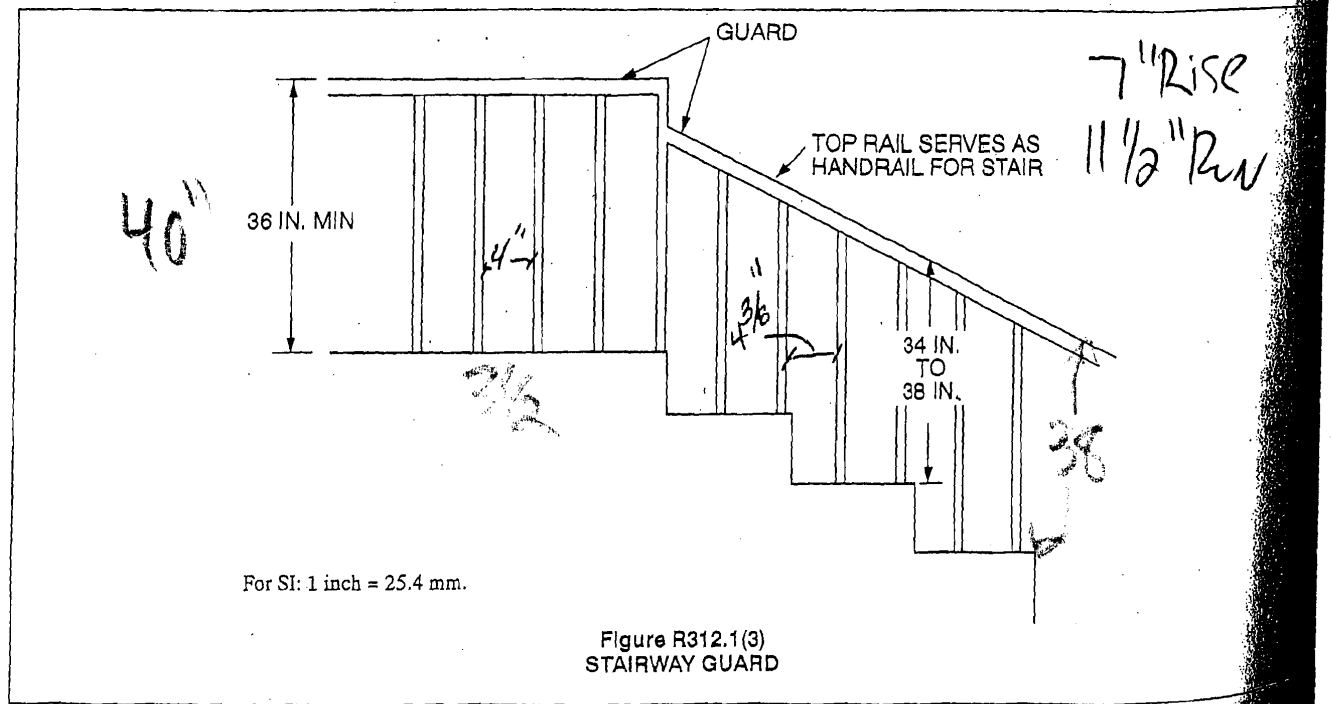 GUARD
7" Rise
11 1/2" Run
TOP RAIL SERVES AS
HANDRAIL FOR STAIR
40"
36 IN. MIN
4"
4 3/8"
34 IN.
TO
38 IN.
38
For SI: 1 inch = 25.4 mm.
Figure R312.1(3)
STAIRWAY GUARD